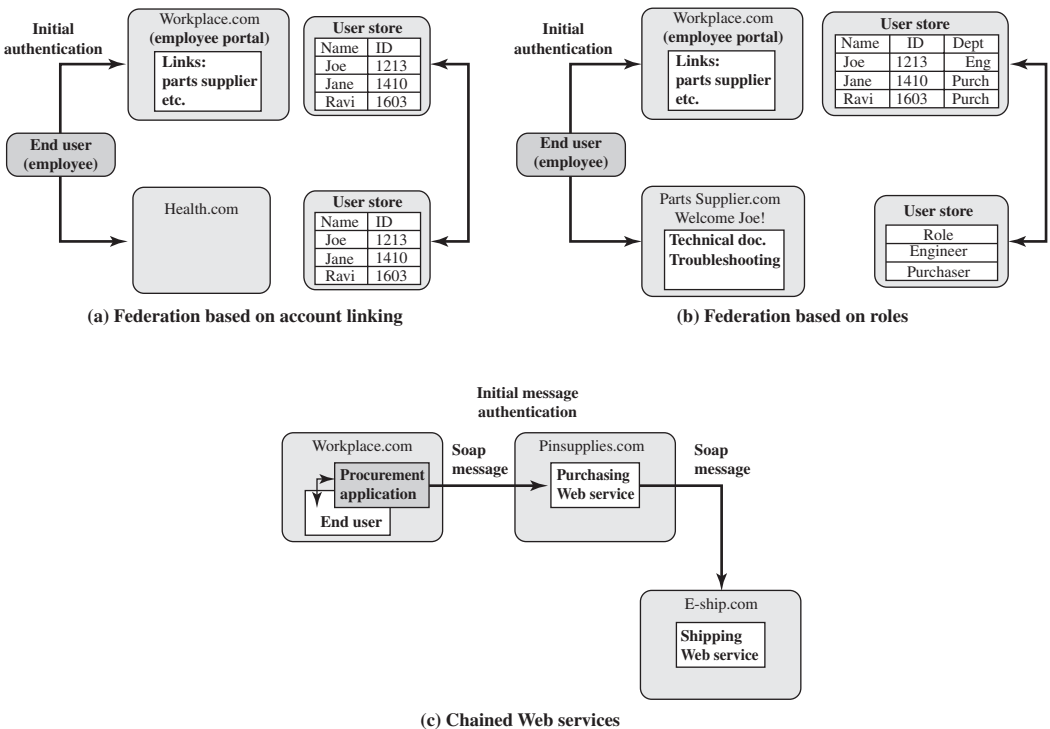 Initial
authentication
Workplace.com
(employee portal)
Links:
parts supplier
etc.
User store
Name ID
Joe 1213
Jane 1410
Ravi 1603
End user
(employee)
Health.com
User store
Name ID
Joe 1213
Jane 1410
Ravi 1603
(a) Federation based on account linking
Initial
authentication
Workplace.com
(employee portal)
Links:
parts supplier
etc.
User store
Name ID Dept
Joe 1213 Eng
Jane 1410 Purch
Ravi 1603 Purch
End user
(employee)
Parts Supplier.com
Welcome Joe!
Technical doc.
Troubleshooting
User store
Role
Engineer
Purchaser
(b) Federation based on roles
Initial message
authentication
Workplace.com
Procurement
application
End user
Soap
message
Pinsupplies.com
Purchasing
Web service
Soap
message
E-ship.com
Shipping
Web service
(c) Chained Web services